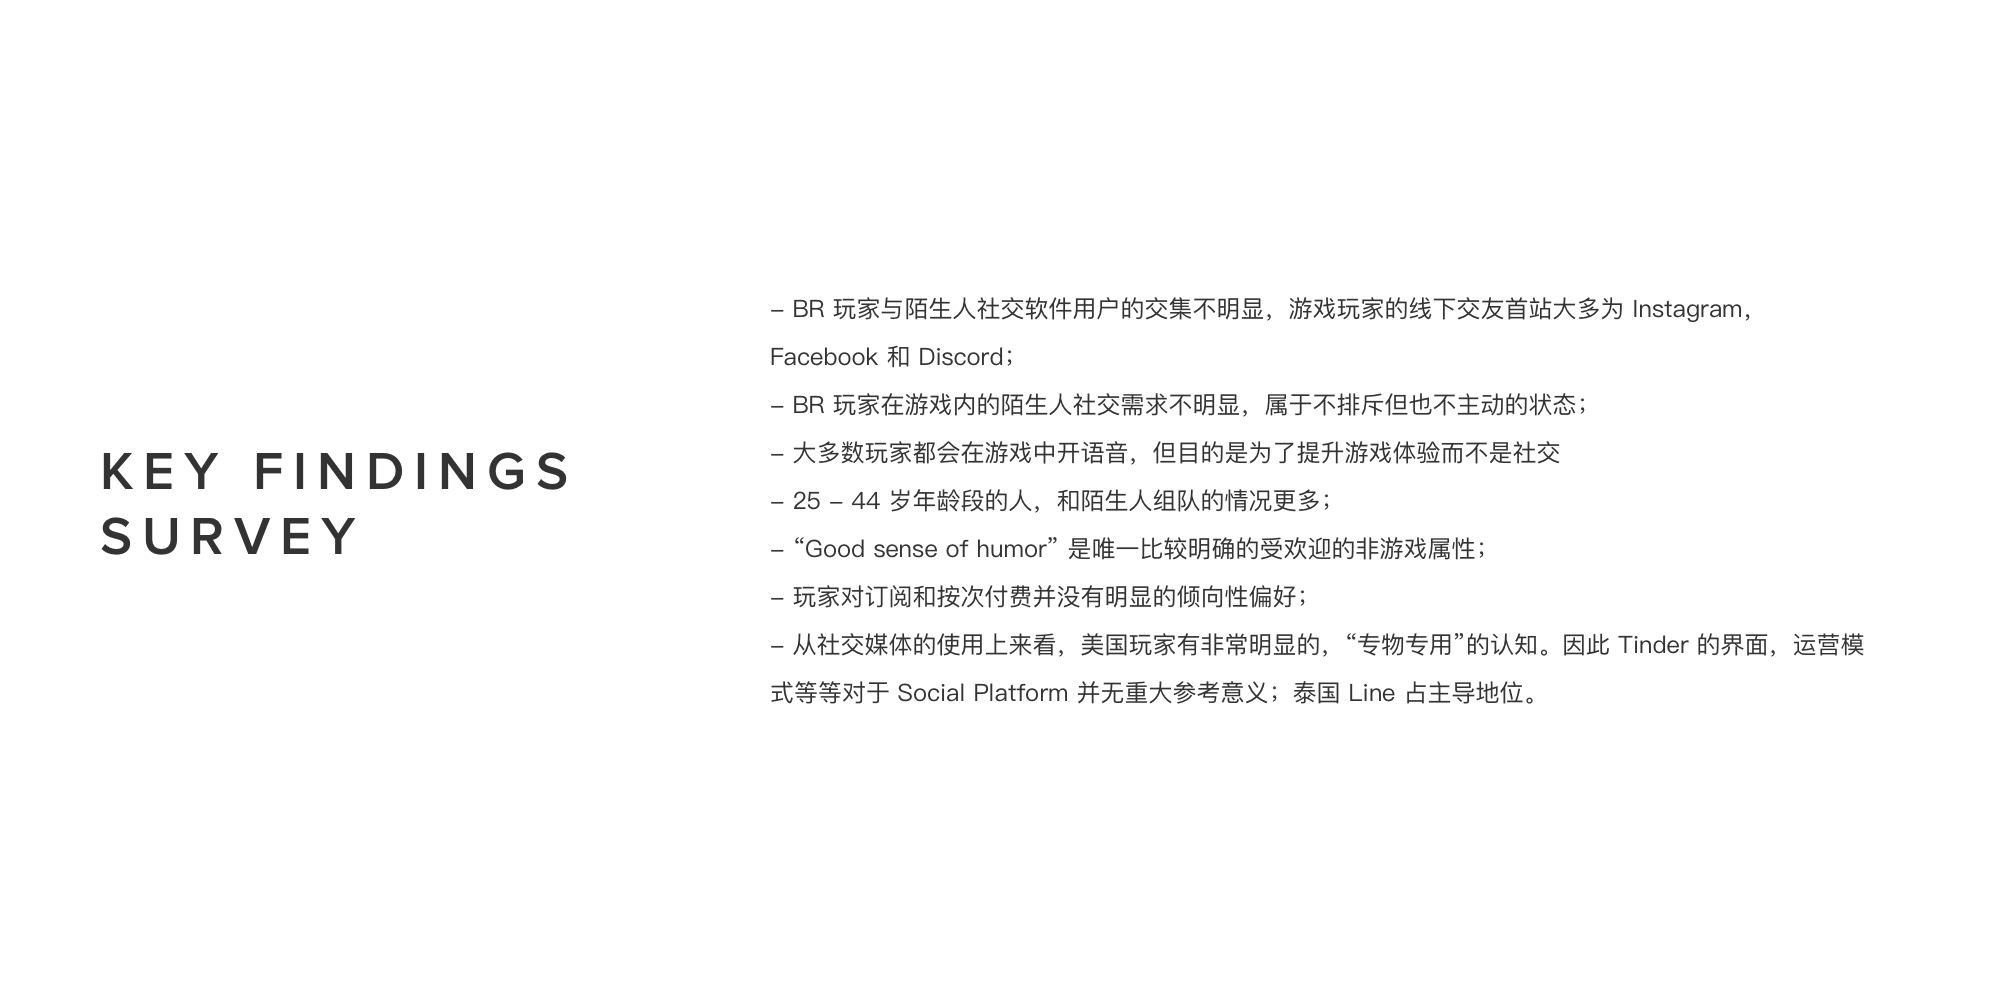 KEY FINDINGS
SURVEY
– BR 玩家与陌生人社交软件用户的交集不明显，游戏玩家的线下交友首站大多为 Instagram，
Facebook 和 Discord；
– BR 玩家在游戏内的陌生人社交需求不明显，属于不排斥但也不主动的状态；
– 大多数玩家都会在游戏中开语音，但目的是为了提升游戏体验而不是社交
– 25 – 44 岁年龄段的人，和陌生人组队的情况更多；
– “Good sense of humor” 是唯一比较明确的受欢迎的非游戏属性；
– 玩家对订阅和按次付费并没有明显的倾向性偏好；
– 从社交媒体的使用上来看，美国玩家有非常明显的，“专物专用”的认知。因此 Tinder 的界面，运营模
式等等对于 Social Platform 并无重大参考意义；泰国 Line 占主导地位。